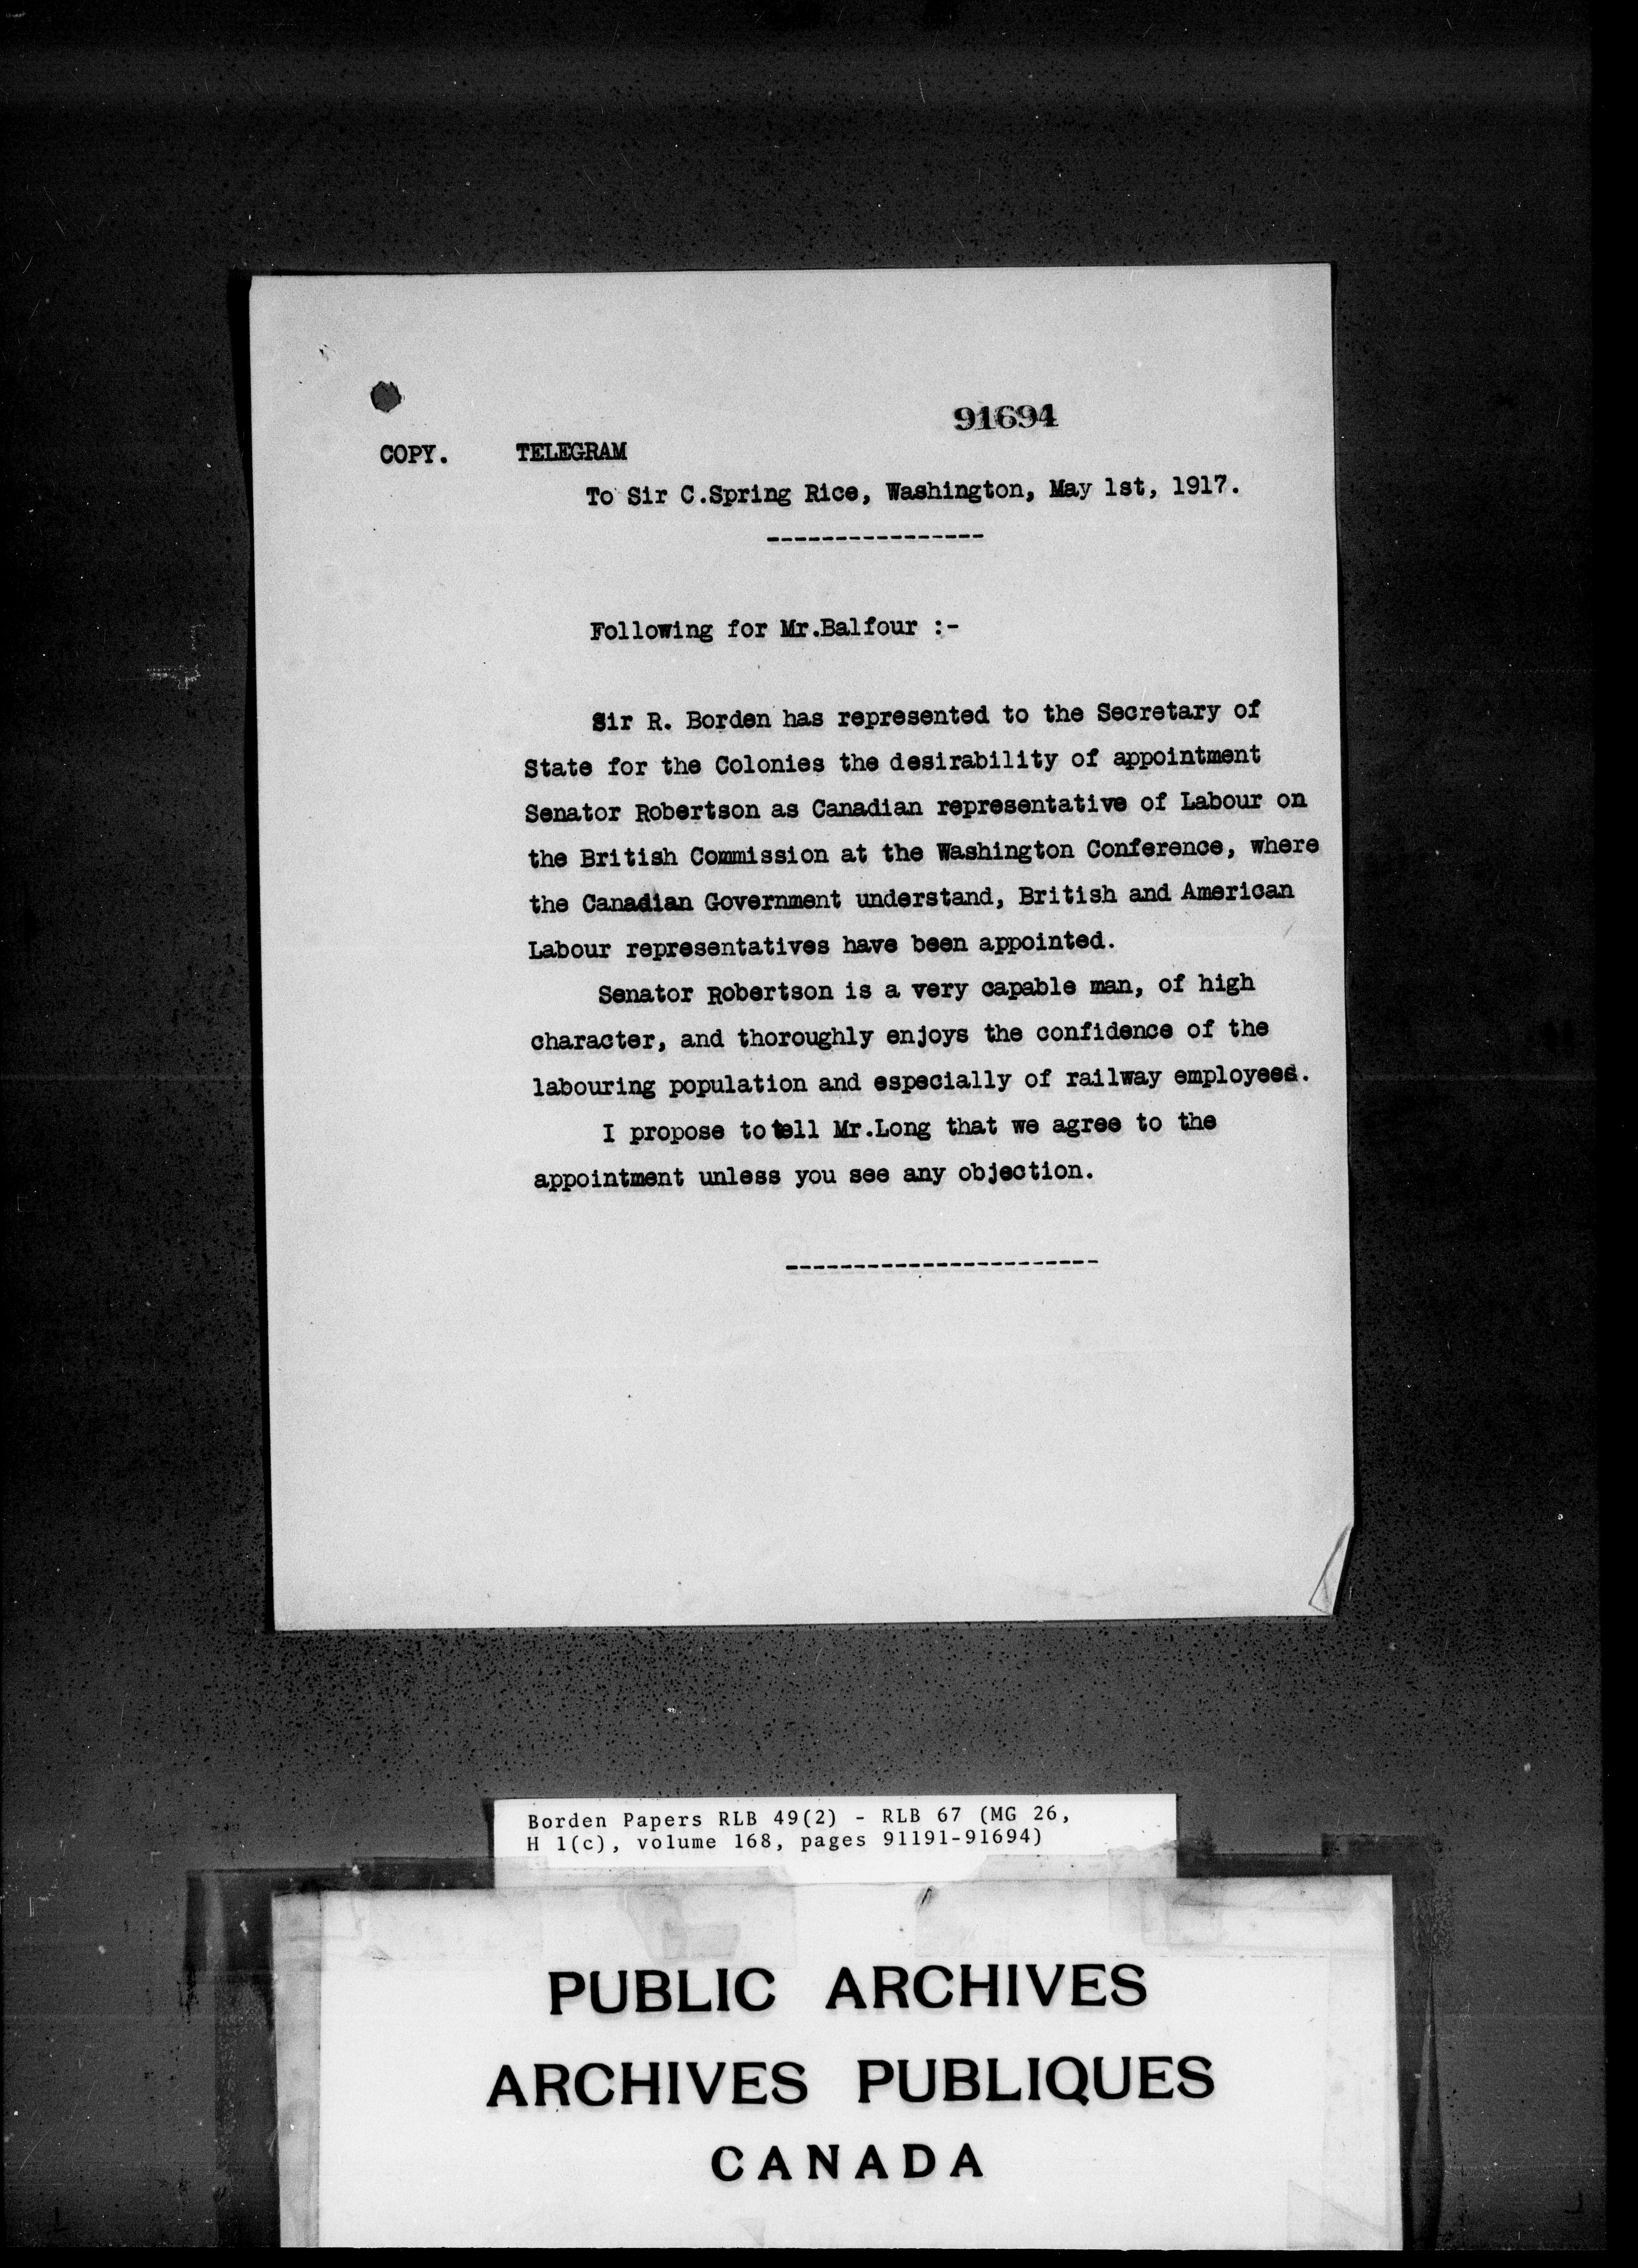 91694
COPY. TELEGRAM
To Sir C.Spring Rice, Washington, May 1st, 1917.
----------------
Following for Mr.Balfour :-
Sir R. Borden has represented to the Secretary of
State for the Colonies the desirability of appointment
Senator Robertson as Canadian representative of Labour on
the British Commission at the Washington Conference, where
the Canadian Government understand, British and American
Labour representatives have been appointed.
Senator Robertson is a very capable man, of high
character, and thoroughly enjoys the confidence of the
labouring population and especially of railway employees.
I propose to tell Mr.Long that we agree to the
appointment unless you see any objection.
-----------------------
Borden Papers RLB 49(2) - RLB 67 (MG 26,
H 1(c), volume 168, pages 91191-91694)
PUBLIC ARCHIVES
ARCHIVES PUBLIQUES
CANADA